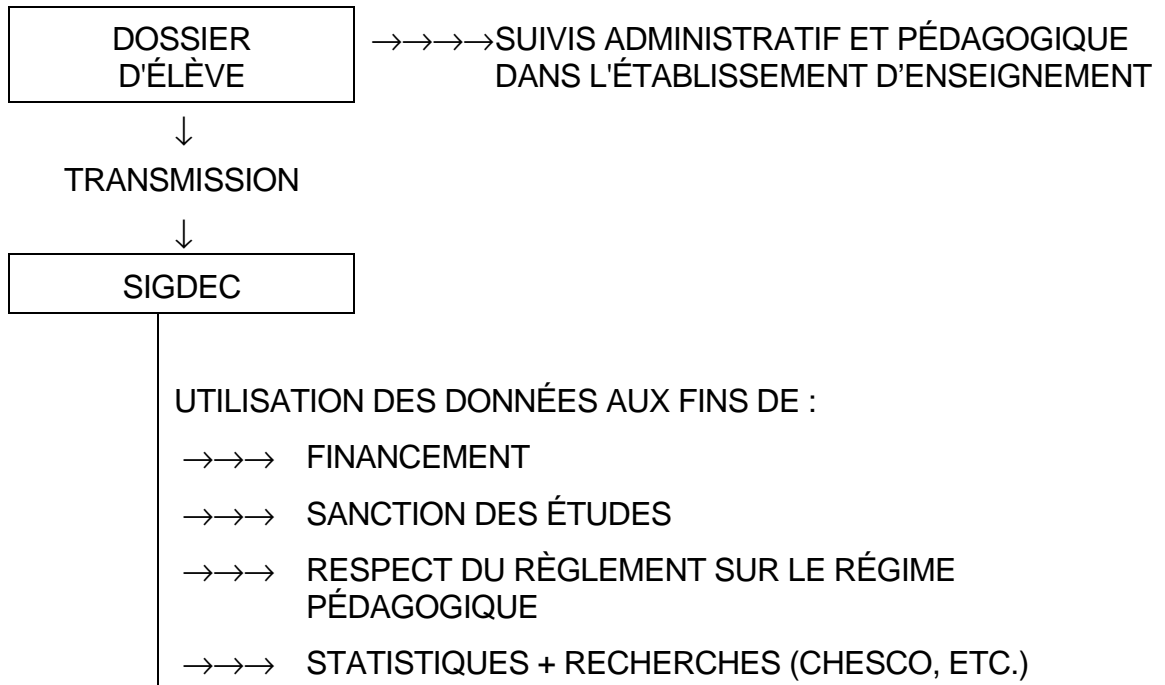 DOSSIER
D'ÉLÈVE
→→→→SUIVIS ADMINISTRATIF ET PÉDAGOGIQUE
DANS L'ÉTABLISSEMENT D’ENSEIGNEMENT
↓
TRANSMISSION
↓
SIGDEC
UTILISATION DES DONNÉES AUX FINS DE :
→→→ FINANCEMENT
→→→ SANCTION DES ÉTUDES
→→→ RESPECT DU RÈGLEMENT SUR LE RÉGIME
PÉDAGOGIQUE
→→→ STATISTIQUES + RECHERCHES (CHESCO, ETC.)